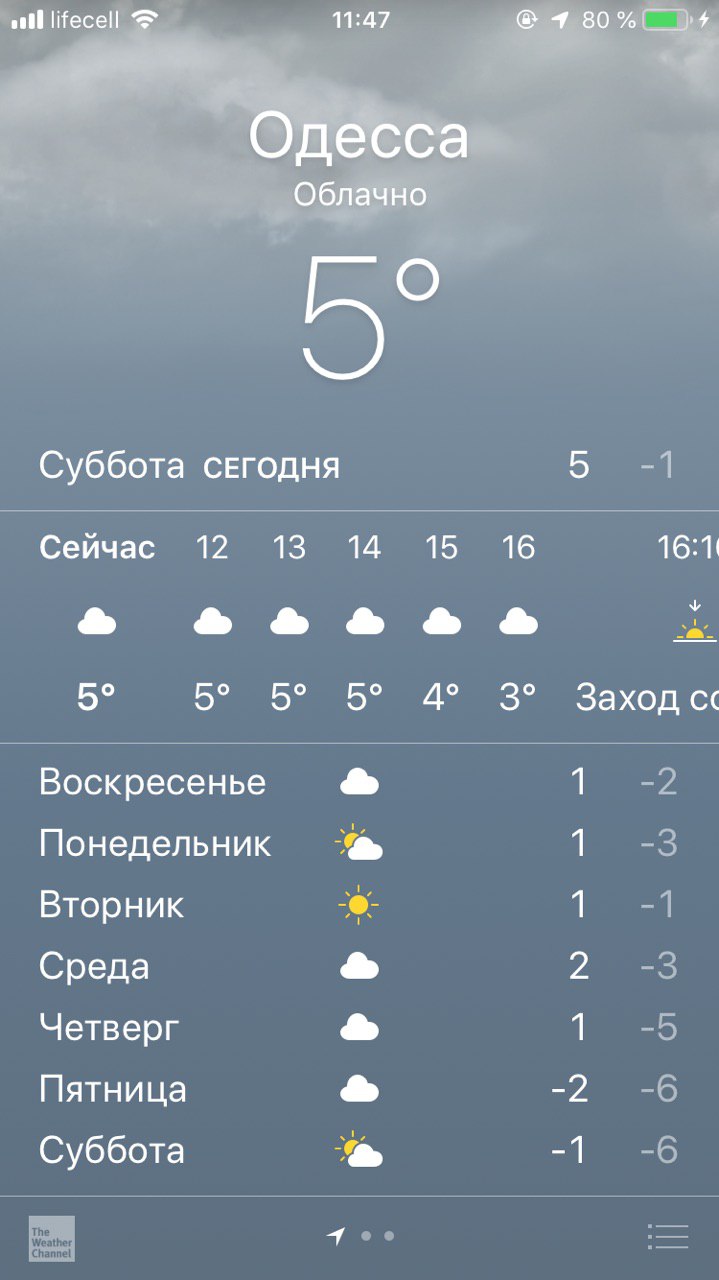 lifecell 11:47 80 %
Одесса
Облачно
5°
Суббота СЕГОДНЯ 5 -1
Сейчас 12 13 14 15 16 16:1
5° 5° 5° 5° 4° 3° Заход со
Воскресенье 1 -2
Понедельник 1 -3
Вторник 1 -1
Среда 2 -3
Четверг 1 -5
Пятница -2 -6
Суббота -1 -6
The
Weather
Channel